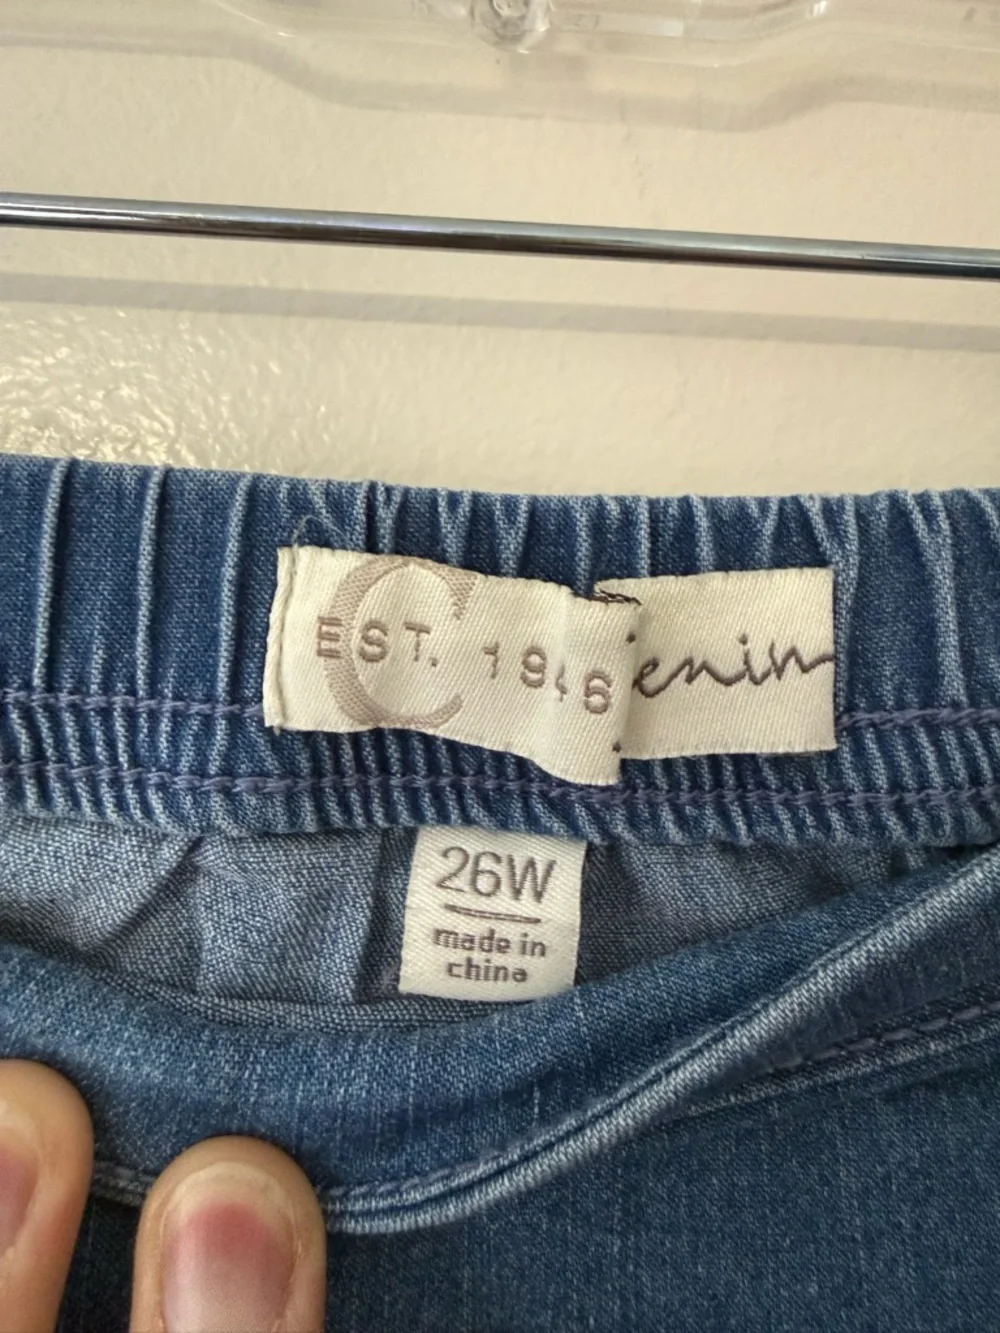 C
EST. 1946
enim
26W
made in
china